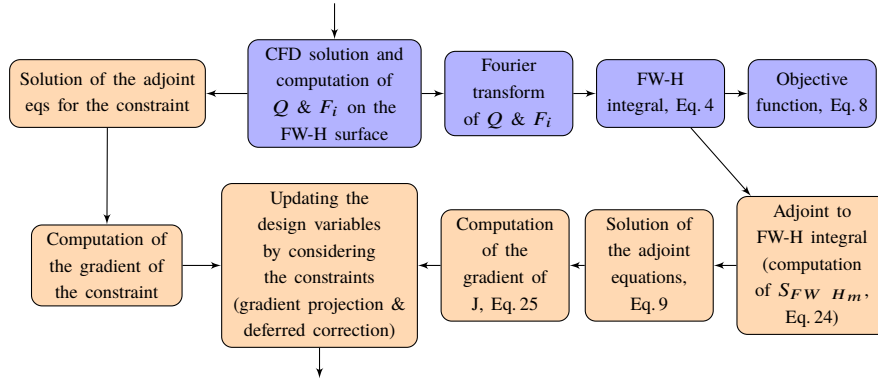 Solution of the adjoint
eqs for the constraint
CFD solution and
computation of
Q & F_i on the
FW-H surface
Fourier
transform
of Q & F_i
FW-H
integral, Eq. 4
Objective
function, Eq. 8
Computation of
the gradient of
the constraint
Updating the
design variables
by considering
the constraints
(gradient projection &
deferred correction)
Computation
of the
gradient of
J, Eq. 25
Solution of
the adjoint
equations,
Eq. 9
Adjoint to
FW-H integral
(computation
of S_{FW H_m},
Eq. 24)